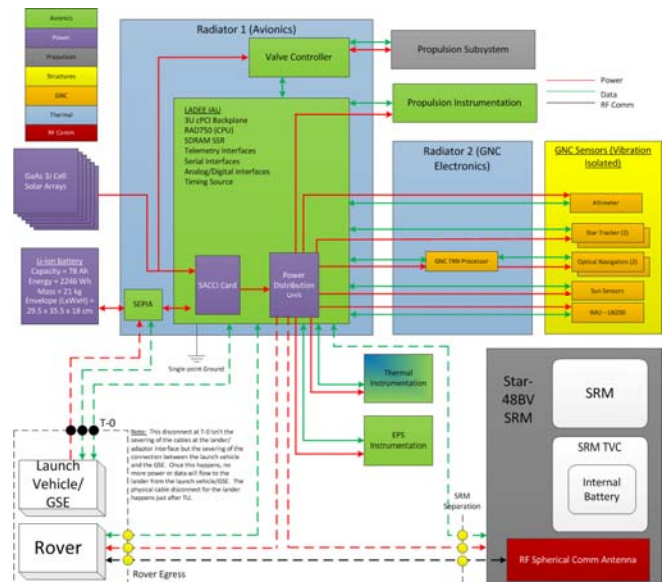 Avionics
Power
Propulsion
Structures
GNC
Thermal
RF Comm
Radiator 1 (Avionics)
Valve Controller
Propulsion Subsystem
Propulsion Instrumentation
Power
Data
RF Comm
LADEE IAU
3U cPCI Backplane
RAD750 (CPU)
SDRAM SSR
Telemetry Interfaces
Serial Interfaces
Analog/Digital Interfaces
Timing Source
Radiator 2 (GNC
Electronics)
GNC Sensors (Vibration
Isolated)
Altimeter
Star Tracker (2)
Optical Navigation (2)
Sun Sensors
IMU – LN200
GNC TRN Processor
GaAs 3J Cell
Solar Arrays
Li-Ion Battery
Capacity = 78 Ah
Energy = 2246 Wh
Mass = 21 kg
Envelope (LxWxH) =
29.5 x 35.5 x 18 cm
SEPIA
SACCI Card
Power
Distribution
Unit
Single-point Ground
Thermal
Instrumentation
EPS
Instrumentation
T-0
Note: This disconnect at T-0 isn't the
severing of the cables at the lander/
adaptor interface but the severing of the
connection between the launch vehicle
and the GSE. Once this happens, no
more power or data will flow to the
lander from the launch vehicle/GSE. The
physical cable disconnect for the lander
happens just after TLI.
Launch
Vehicle/
GSE
Rover
Rover Egress
SRM
Separation
Star-
48BV
SRM
SRM
SRM TVC
Internal
Battery
RF Spherical Comm Antenna